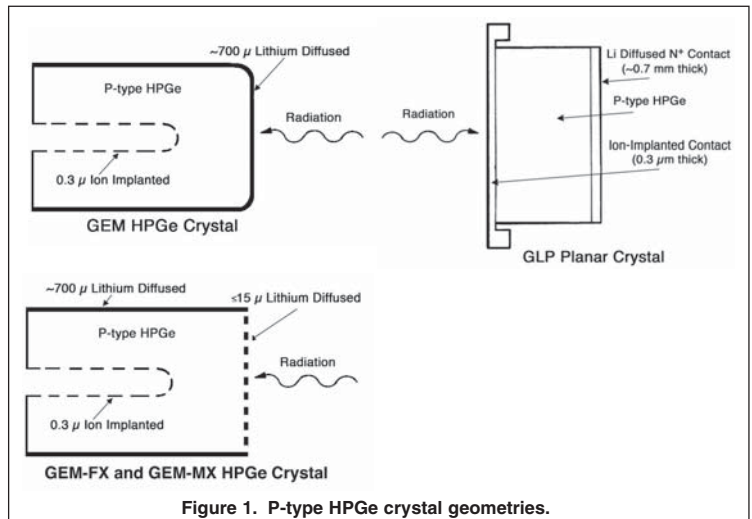 ~700 μ Lithium Diffused
P-type HPGe
Radiation
0.3 μ Ion Implanted
GEM HPGe Crystal
Li Diffused N⁺ Contact
(~0.7 mm thick)
Radiation
P-type HPGe
Ion-Implanted Contact
(0.3 μm thick)
GLP Planar Crystal
~700 μ Lithium Diffused
≤15 μ Lithium Diffused
P-type HPGe
Radiation
0.3 μ Ion Implanted
GEM-FX and GEM-MX HPGe Crystal
Figure 1. P-type HPGe crystal geometries.